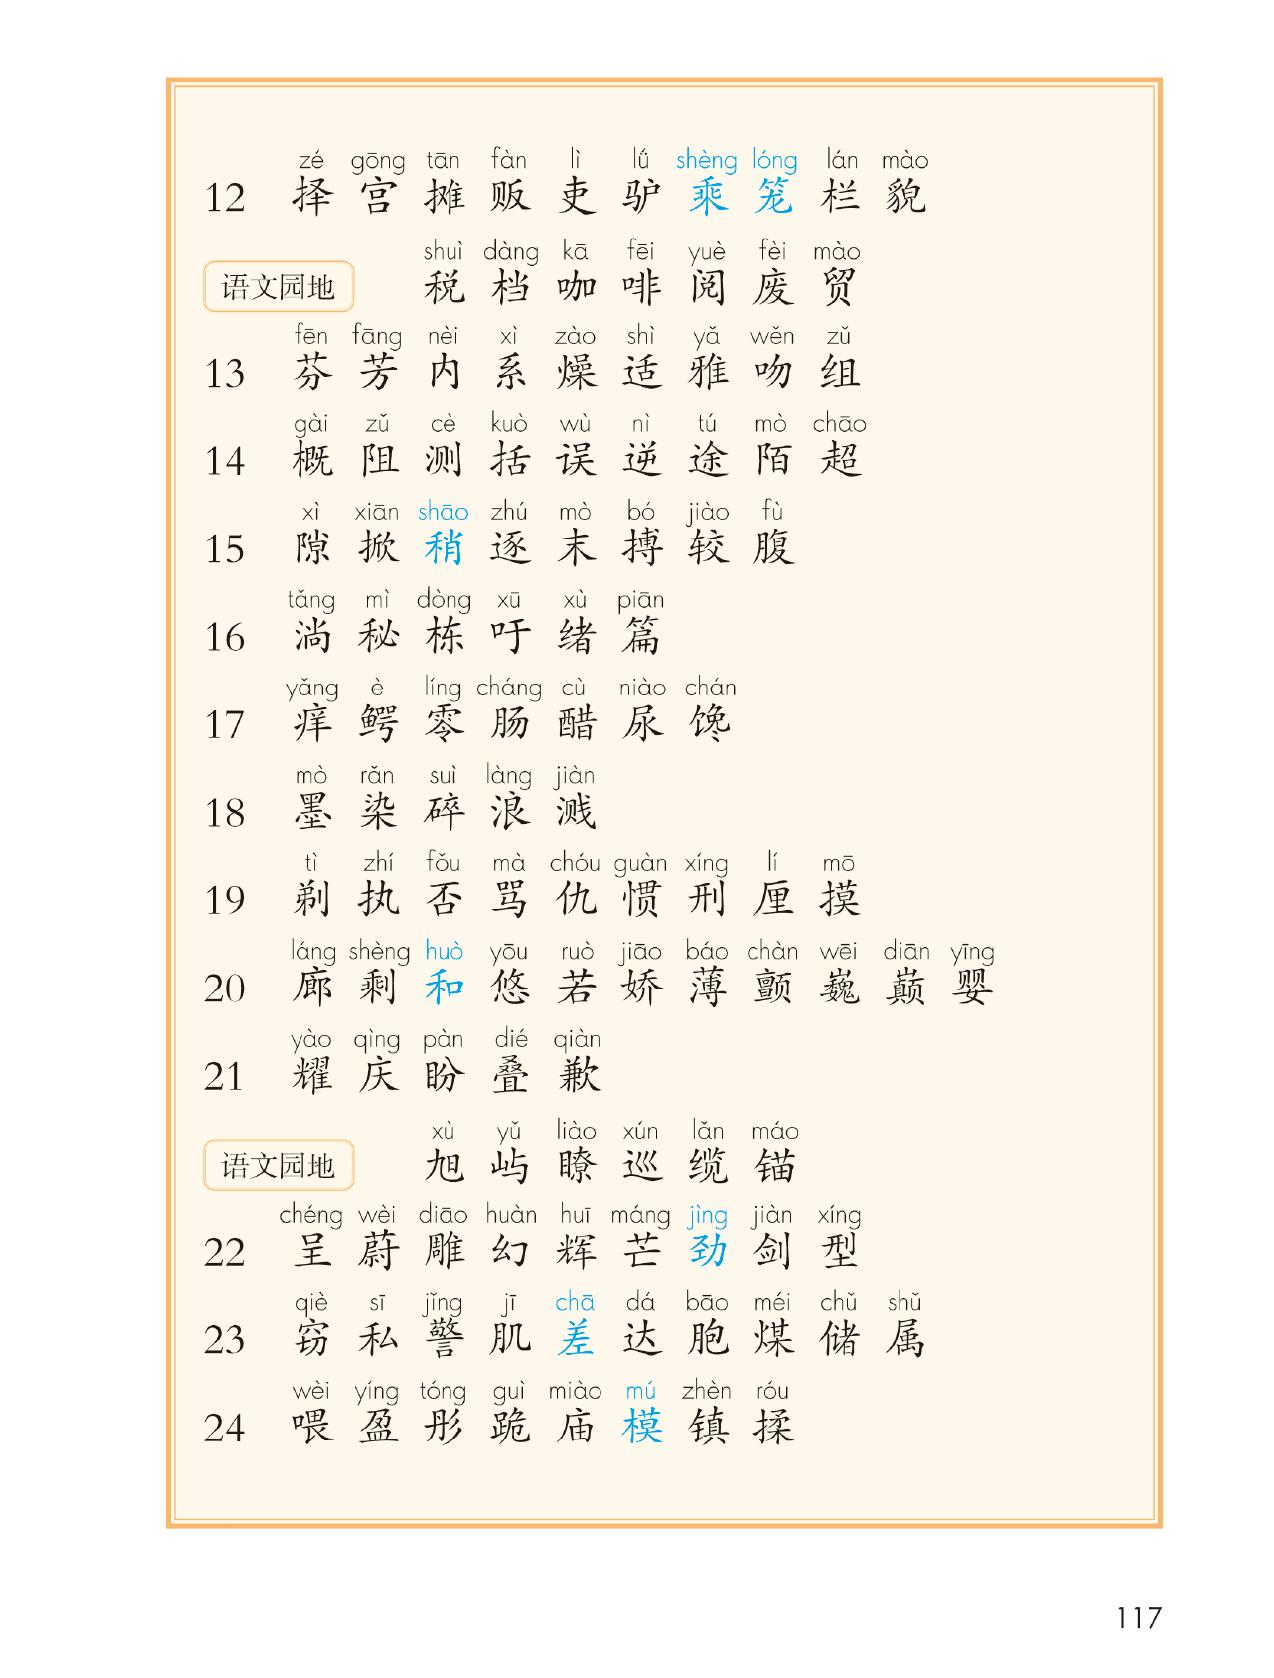 zé gōng tān fàn lì lǘ shèng lóng lán mào
12 择 宫 摊 贩 吏 驴 乘 笼 栏 貌
shuì dàng kā fēi yuè fèi mào
语文园地 税 档 咖 啡 阅 废 贸
fēn fāng nèi xì zào shì yǎ wěn zǔ
13 芬 芳 内 系 燥 适 雅 吻 组
gài zǔ cè kuò wù nì tú mò chāo
14 概 阻 测 括 误 逆 途 陌 超
xì xiān shāo zhú mò bó jiào fù
15 隙 掀 稍 逐 末 搏 较 腹
tǎng mì dòng xū xù piān
16 淌 秘 栋 吁 绪 篇
yǎng è líng cháng cù niào chán
17 痒 鳄 零 肠 醋 尿 馋
mò rǎn suì làng jiàn
18 墨 染 碎 浪 溅
tì zhí fǒu mà chóu guàn xíng lí mō
19 剃 执 否 骂 仇 惯 刑 厘 摸
láng shèng huò yōu ruò jiāo báo chàn wēi diān yīng
20 廊 剩 和 悠 若 娇 薄 颤 巍 巅 婴
yào qìng pàn dié qiàn
21 耀 庆 盼 叠 歉
xù yǔ liào xún lǎn máo
语文园地 旭 屿 瞭 巡 缆 锚
chéng wèi diāo huàn huī máng jìng jiàn xíng
22 呈 蔚 雕 幻 辉 芒 劲 剑 型
qiè sī jǐng jī chā dá bāo méi chǔ shǔ
23 窃 私 警 肌 差 达 胞 煤 储 属
wèi yíng tóng guì miào mú zhèn róu
24 喂 盈 彤 跪 庙 模 镇 揉
117